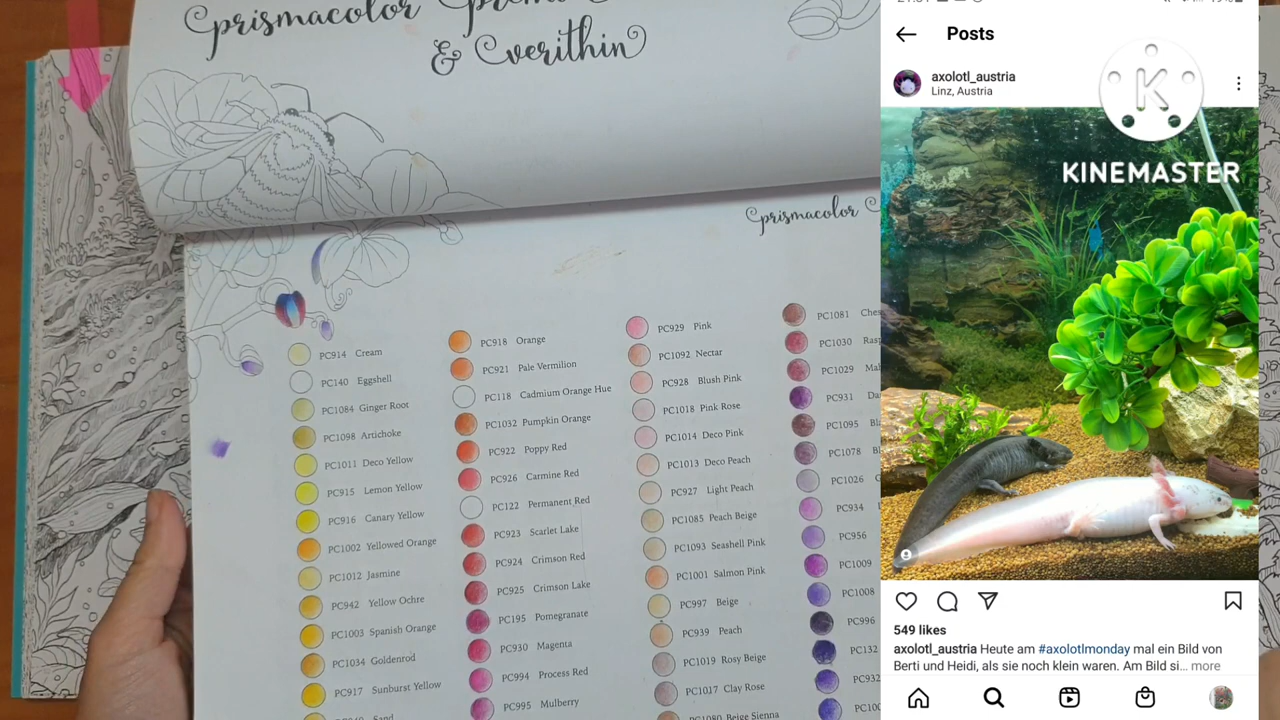 Prismacolor
& Verithin
Prismacolor
PC914 Cream
PC140 Eggshell
PC1084 Ginger Root
PC1098 Artichoke
PC1011 Deco Yellow
PC915 Lemon Yellow
PC916 Canary Yellow
PC1002 Yellowed Orange
PC1012 Jasmine
PC942 Yellow Ochre
PC1003 Spanish Orange
PC1034 Goldenrod
PC917 Sunburst Yellow
PC918 Orange
PC921 Pale Vermilion
PC118 Cadmium Orange Hue
PC1032 Pumpkin Orange
PC922 Poppy Red
PC926 Carmine Red
PC122 Permanent Red
PC923 Scarlet Lake
PC924 Crimson Red
PC925 Crimson Lake
PC195 Pomegranate
PC930 Magenta
PC994 Process Red
PC995 Mulberry
PC929 Pink
PC1092 Nectar
PC928 Blush Pink
PC1018 Pink Rose
PC1014 Deco Pink
PC1013 Deco Peach
PC927 Light Peach
PC1085 Peach Beige
PC1093 Seashell Pink
PC1001 Salmon Pink
PC997 Beige
PC939 Peach
PC1019 Rosy Beige
PC1017 Clay Rose
PC1080 Beige Sienna
PC1081
PC1030
PC1029
PC931
PC1095
PC1078
PC1026
PC934
PC956
PC1009
PC1008
PC996
PC132
PC932
Posts
axolotl_austria
Linz, Austria
K
KINEMASTER
549 likes
axolotl_austria Heute am #axolotlmonday mal ein Bild von
Berti und Heidi, als sie noch klein waren. Am Bild si... more